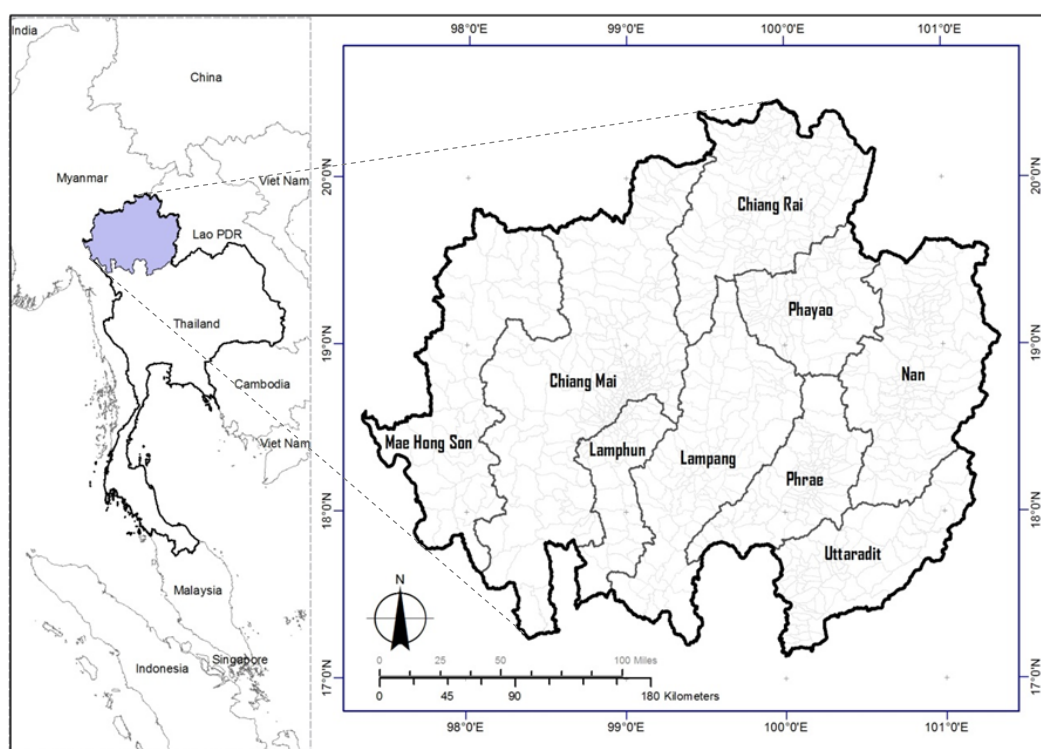 India
China
Myanmar
Viet Nam
Lao PDR
Thailand
Cambodia
Viet Nam
Malaysia
Singapore
Indonesia
98°0'E 99°0'E 100°0'E 101°0'E
20°0'N 20°0'N
19°0'N 19°0'N
18°0'N 18°0'N
17°0'N 17°0'N
Chiang Rai
Phayao
Nan
Chiang Mai
Mae Hong Son
Lamphun
Lampang
Phrae
Uttaradit
N
0 25 50 100 Miles
0 45 90 180 Kilometers
98°0'E 99°0'E 100°0'E 101°0'E